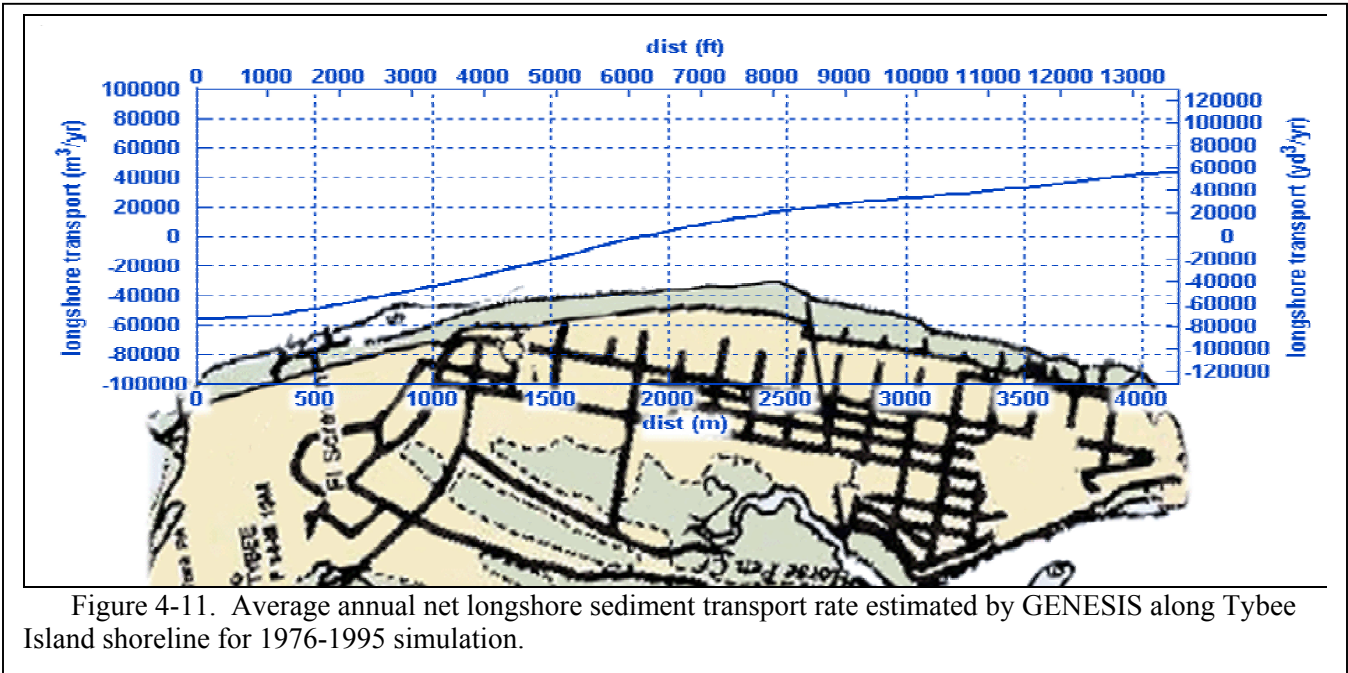 dist (ft)
0 1000 2000 3000 4000 5000 6000 7000 8000 9000 10000 11000 12000 13000
100000
80000
60000
40000
20000
0
-20000
-40000
-60000
-80000
-100000
longshore transport (m³/yr)
120000
100000
80000
60000
40000
20000
0
-20000
-40000
-60000
-80000
-100000
-120000
longshore transport (yd³/yr)
0 500 1000 1500 2000 2500 3000 3500 4000
dist (m)
TYBEE
Figure 4-11. Average annual net longshore sediment transport rate estimated by GENESIS along Tybee
Island shoreline for 1976-1995 simulation.